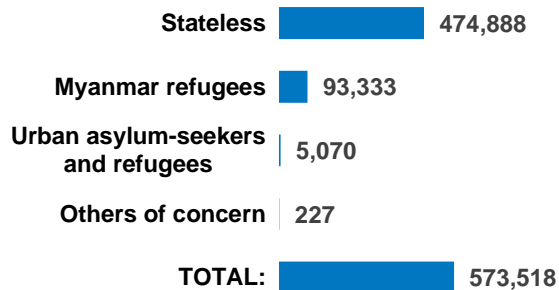 Stateless 474,888
Myanmar refugees 93,333
Urban asylum-seekers
and refugees 5,070
Others of concern 227
TOTAL: 573,518